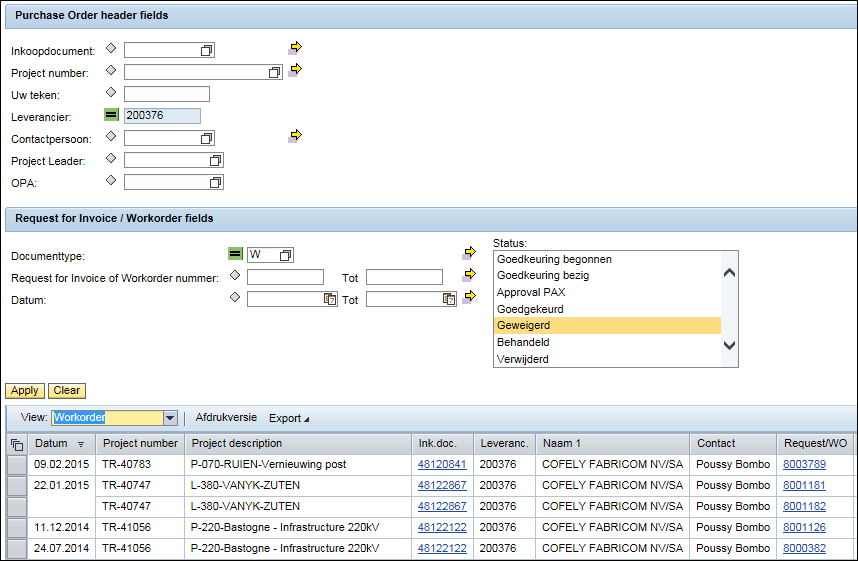 Purchase Order header fields
Inkoopdocument:
Project number:
Uw teken:
Leverancier: 200376
Contactpersoon:
Project Leader:
OPA:
Request for Invoice / Workorder fields
Status:
Documenttype: W
Request for Invoice of Workorder nummer: Tot
Datum: Tot
Goedkeuring begonnen
Goedkeuring bezig
Approval PAX
Goedgekeurd
Geweigerd
Behandeld
Verwijderd
Apply Clear
View: Workorder Afdrukversie Export
Datum Project number Project description Ink.doc. Leveranc. Naam 1 Contact Request/WO
09.02.2015 TR-40783 P-070-RUIEN-Vernieuwing post 48120841 200376 COFELY FABRICOM NV/SA Poussy Bombo 8003789
22.01.2015 TR-40747 L-380-VANYK-ZUTEN 48122867 200376 COFELY FABRICOM NV/SA Poussy Bombo 8001181
TR-40747 L-380-VANYK-ZUTEN 48122867 200376 COFELY FABRICOM NV/SA Poussy Bombo 8001182
11.12.2014 TR-41056 P-220-Bastogne - Infrastructure 220kV 48122122 200376 COFELY FABRICOM NV/SA Poussy Bombo 8001126
24.07.2014 TR-41056 P-220-Bastogne - Infrastructure 220kV 48122122 200376 COFELY FABRICOM NV/SA Poussy Bombo 8000382